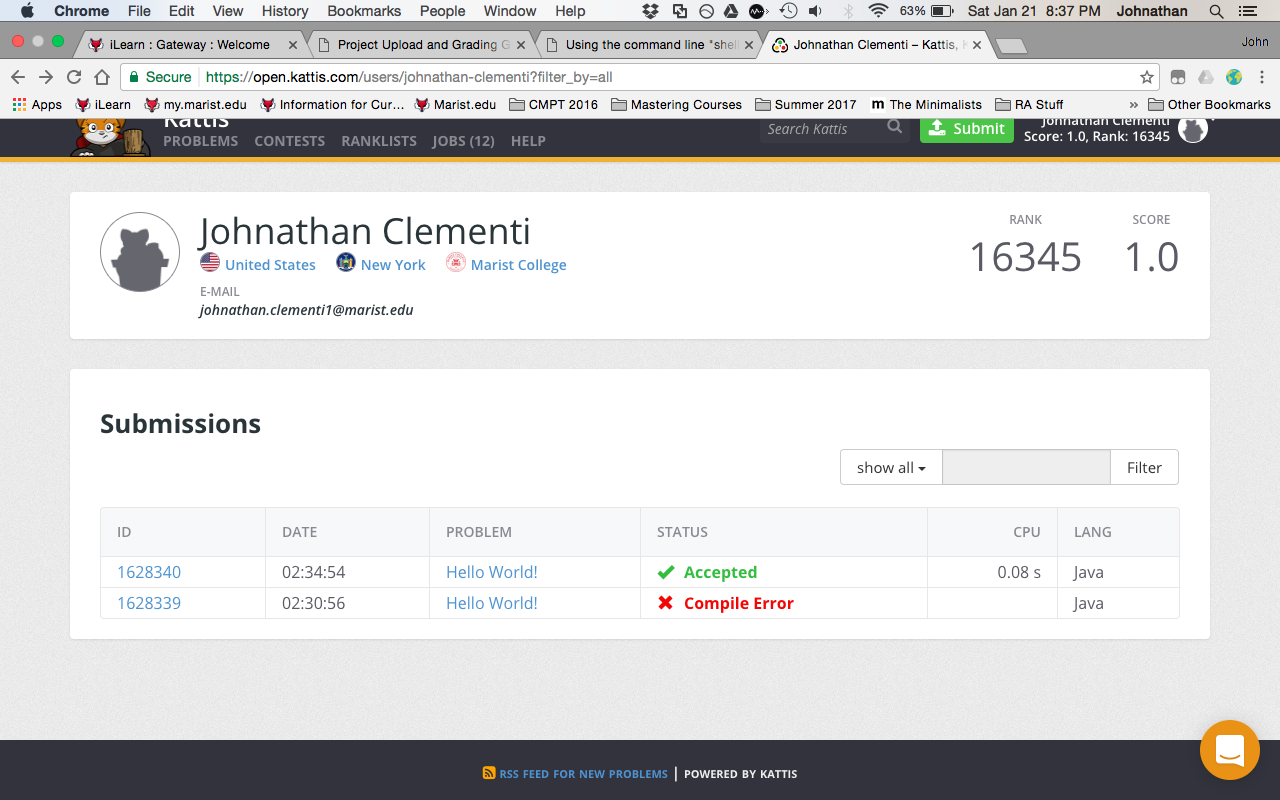 Chrome File Edit View History Bookmarks People Window Help 63% Sat Jan 21 8:37 PM Johnathan
iLearn : Gateway : Welcome Project Upload and Grading G Using the command line "shel Johnathan Clementi – Kattis, John
Secure https://open.kattis.com/users/johnathan-clementi?filter_by=all
Apps iLearn my.marist.edu Information for Cur... Marist.edu CMPT 2016 Mastering Courses Summer 2017 m The Minimalists RA Stuff » Other Bookmarks
Kattis
PROBLEMS CONTESTS RANKLISTS JOBS (12) HELP Search Kattis Submit
Johnathan Clementi
Score: 1.0, Rank: 16345
Johnathan Clementi
United States New York Marist College
E-MAIL
johnathan.clementi1@marist.edu
RANK SCORE
16345 1.0
Submissions
show all Filter
ID DATE PROBLEM STATUS CPU LANG
1628340 02:34:54 Hello World! Accepted 0.08 s Java
1628339 02:30:56 Hello World! Compile Error Java
RSS FEED FOR NEW PROBLEMS | POWERED BY KATTIS